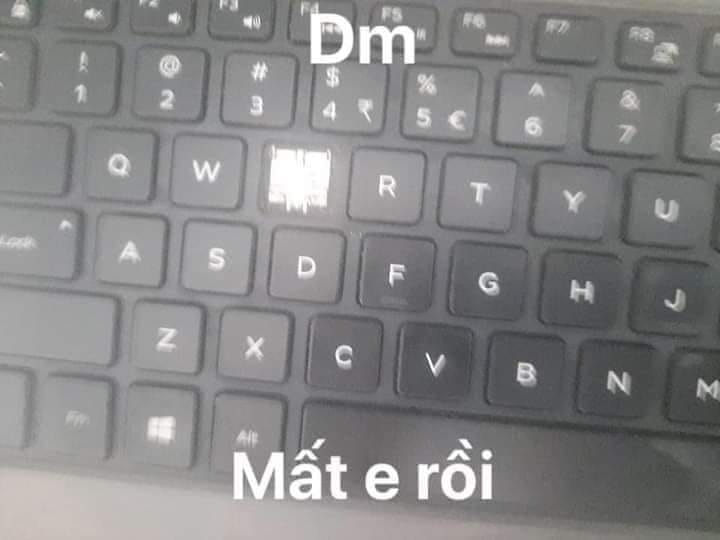 F2 F3 F4 F5 F6 F7 F8
Dm
! @ # $ % ^ &
1 2 3 4 ₹ 5 € 6 7 8
Q W R T Y U
Lock A S D F G H J
Z X C V B N M
Fn Alt
Mất e rồi